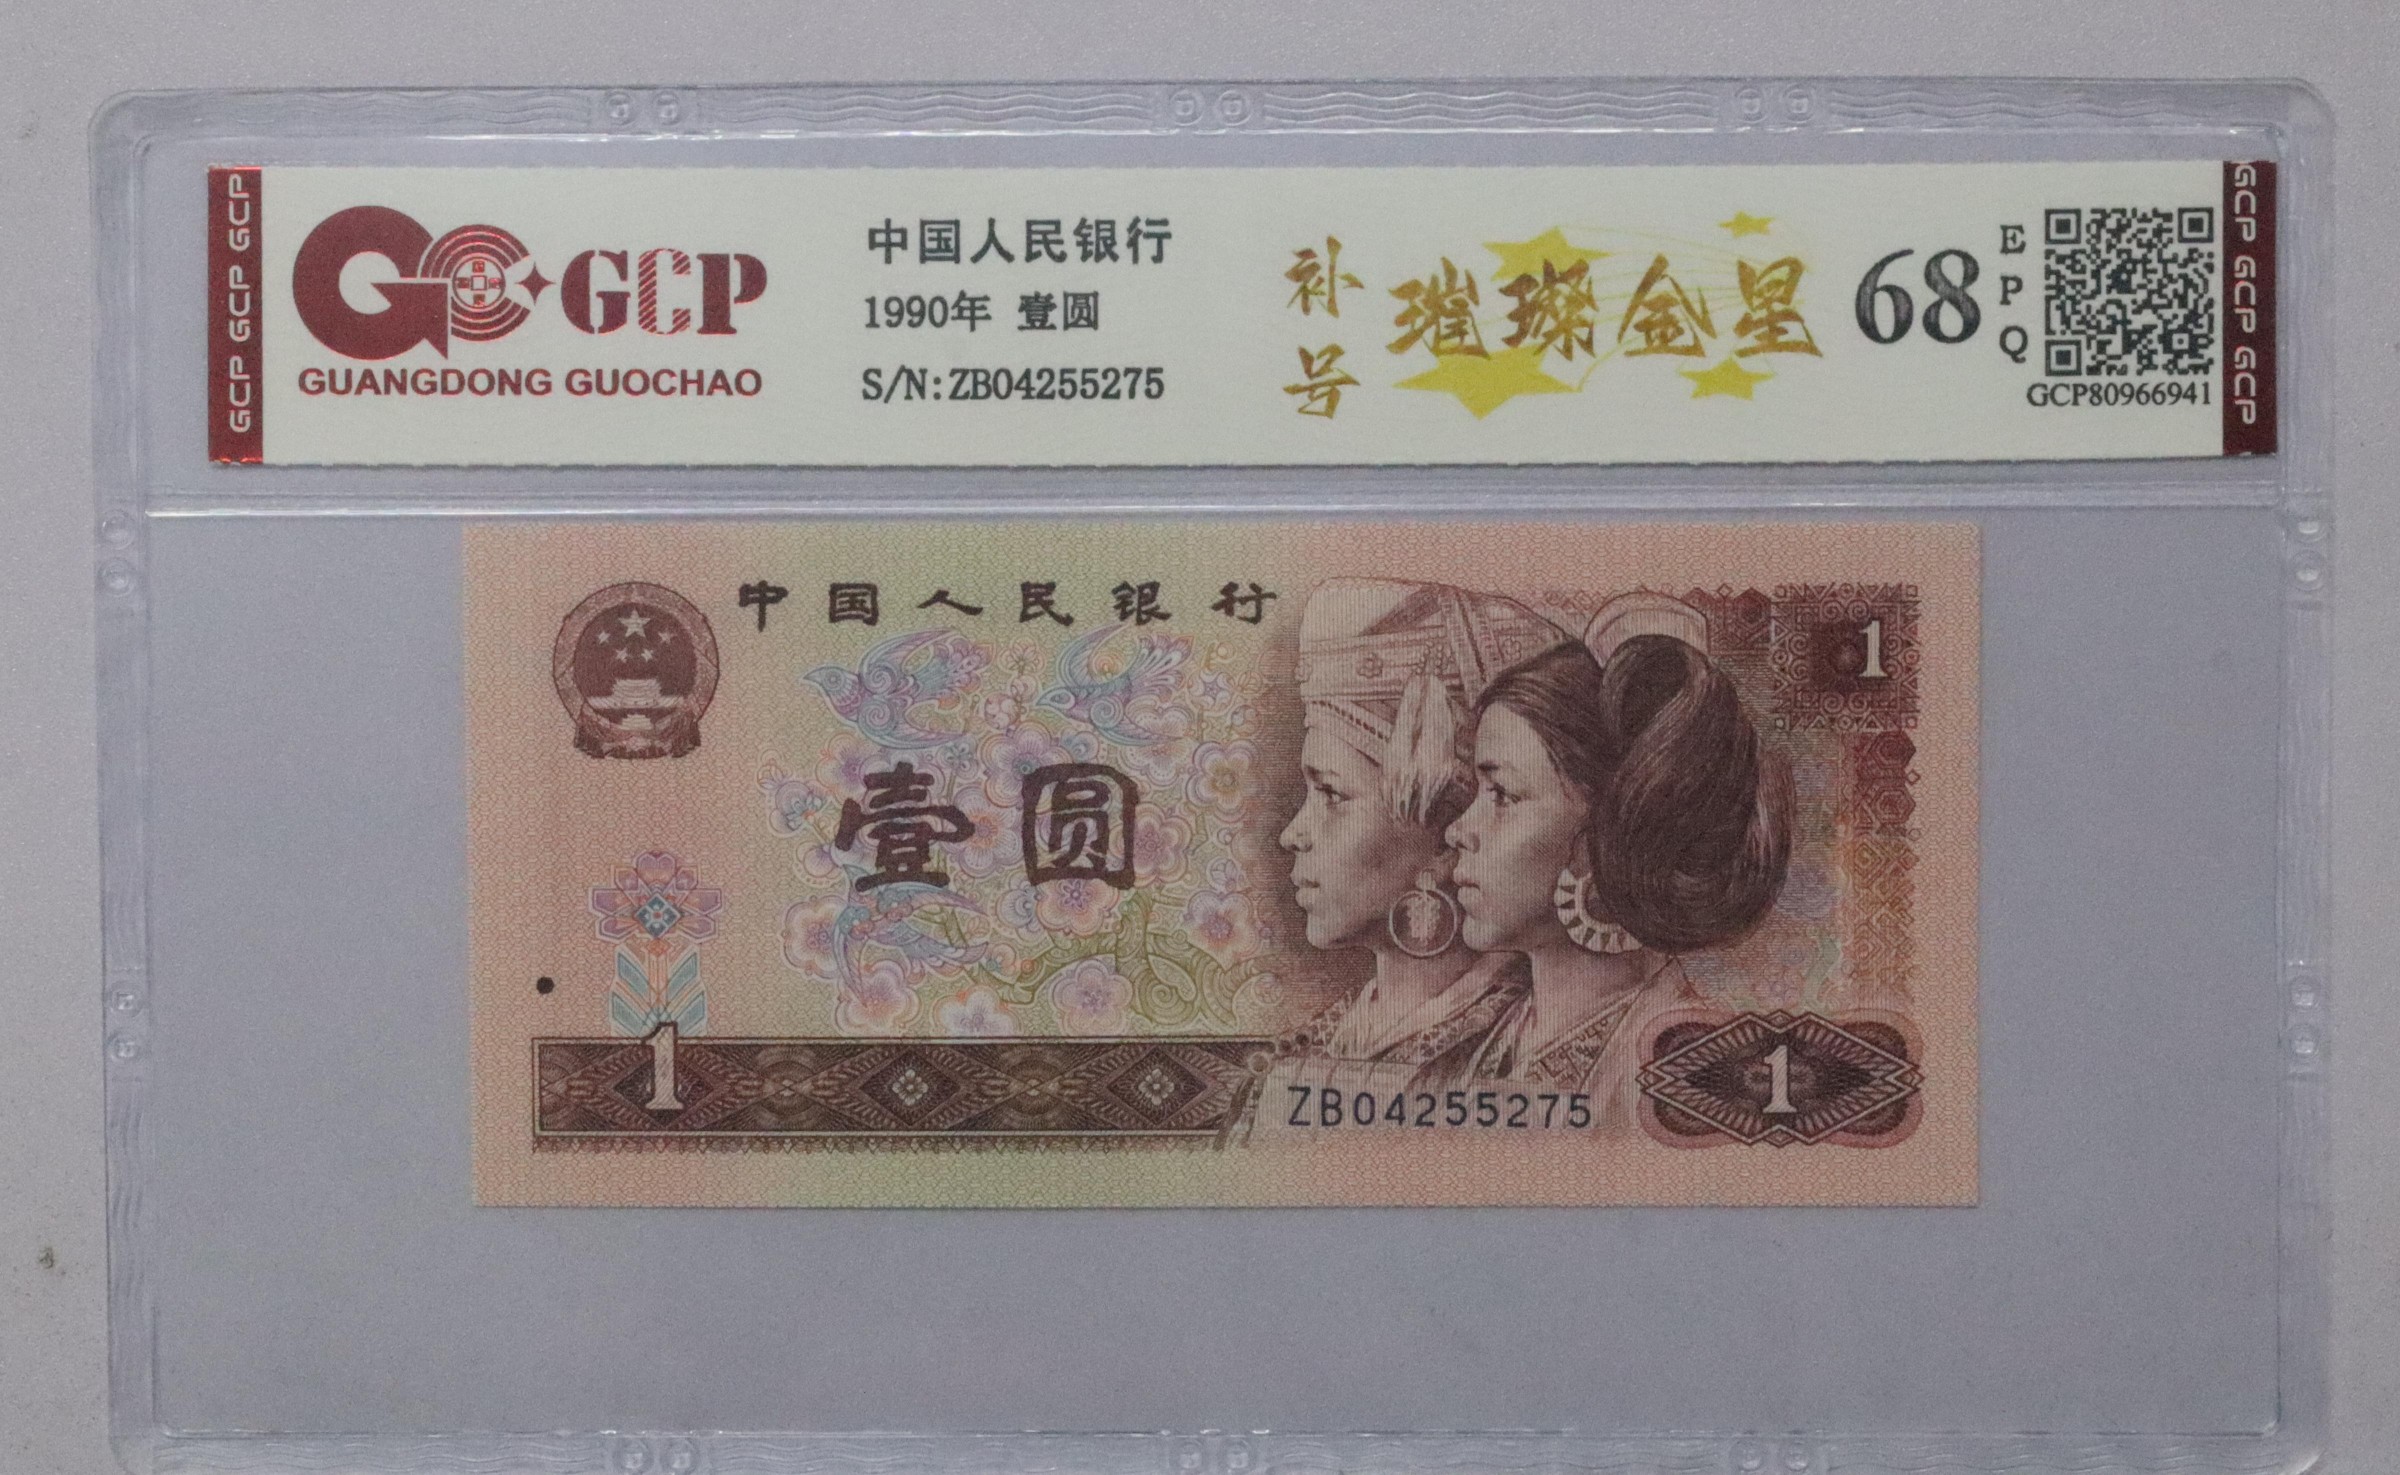 GCP GCP GCP
GCP
GUANGDONG GUOCHAO
中国人民银行
1990年 壹圆
S/N:ZB04255275
补号
璀璨金星
68
EPQ
GCP80966941
GCP GCP GCP
中国人民银行
1
壹圆
1
ZB04255275
1